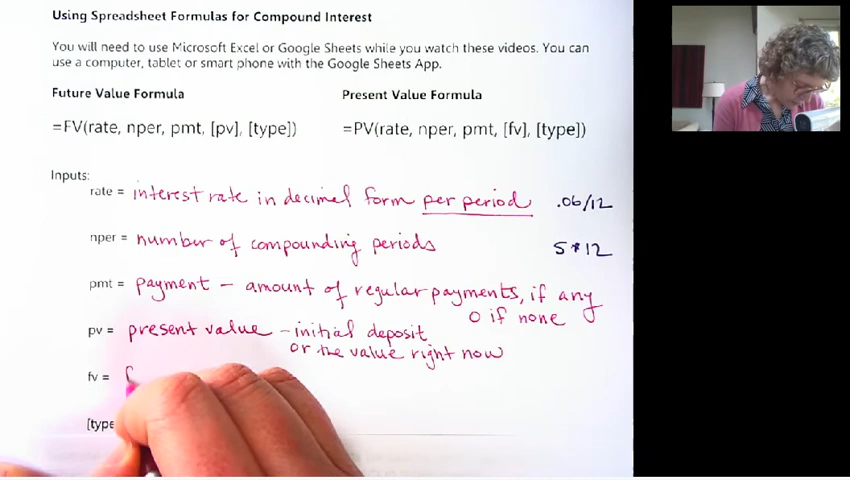 Using Spreadsheet Formulas for Compound Interest
You will need to use Microsoft Excel or Google Sheets while you watch these videos. You can
use a computer, tablet or smart phone with the Google Sheets App.
Future Value Formula
Present Value Formula
=FV(rate, nper, pmt, [pv], [type])
=PV(rate, nper, pmt, [fv], [type])
Inputs:
rate = interest rate in decimal form per period .06/12
nper = number of compounding periods 5*12
pmt = payment - amount of regular payments, if any
0 if none
pv = present value - initial deposit
or the value right now
fv = f
[type